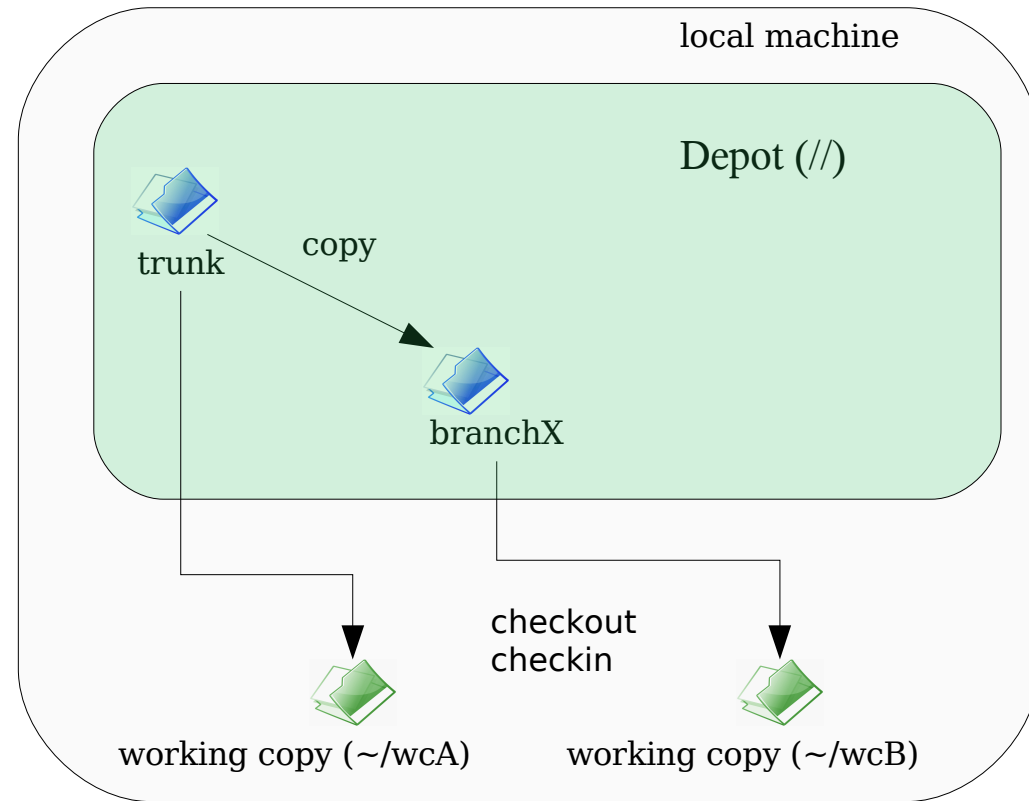 local machine
Depot (//)
copy
trunk
branchX
checkout
checkin
working copy (~/wcA)
working copy (~/wcB)